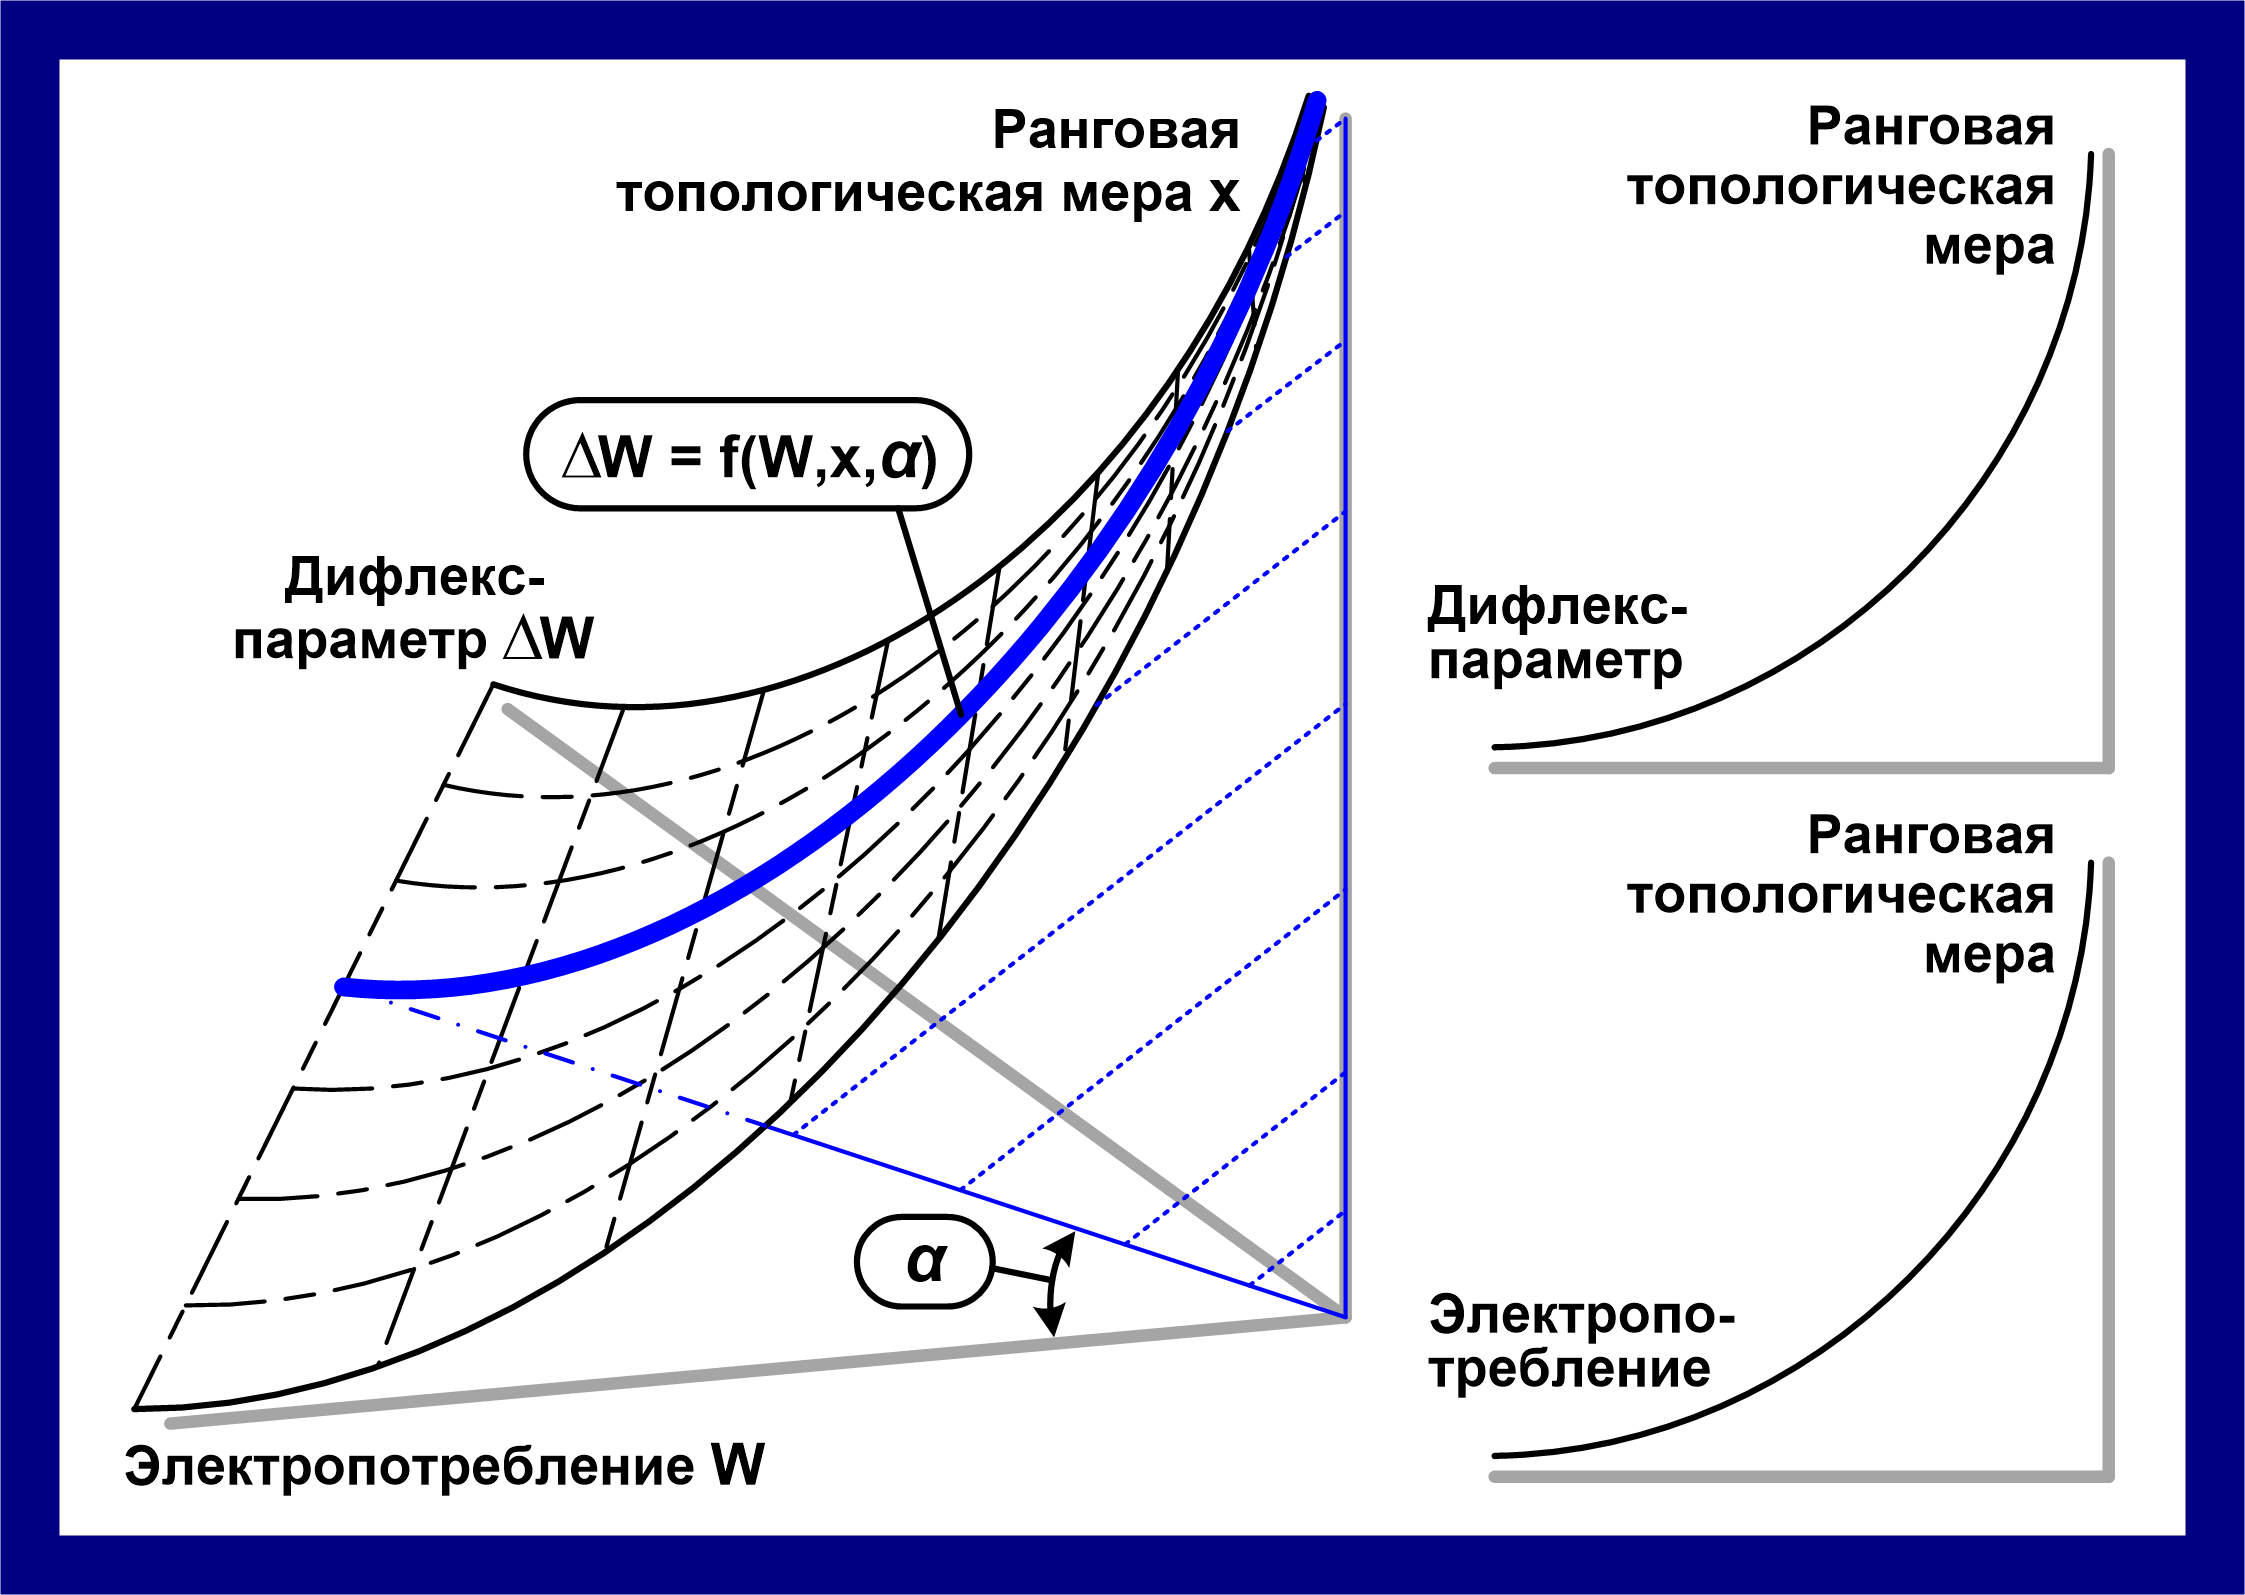 Ранговая
топологическая мера x
ΔW = f(W,x,α)
Дифлекс-
параметр ΔW
α
Электропотребление W
Ранговая
топологическая
мера
Дифлекс-
параметр
Ранговая
топологическая
мера
Электропо-
требление